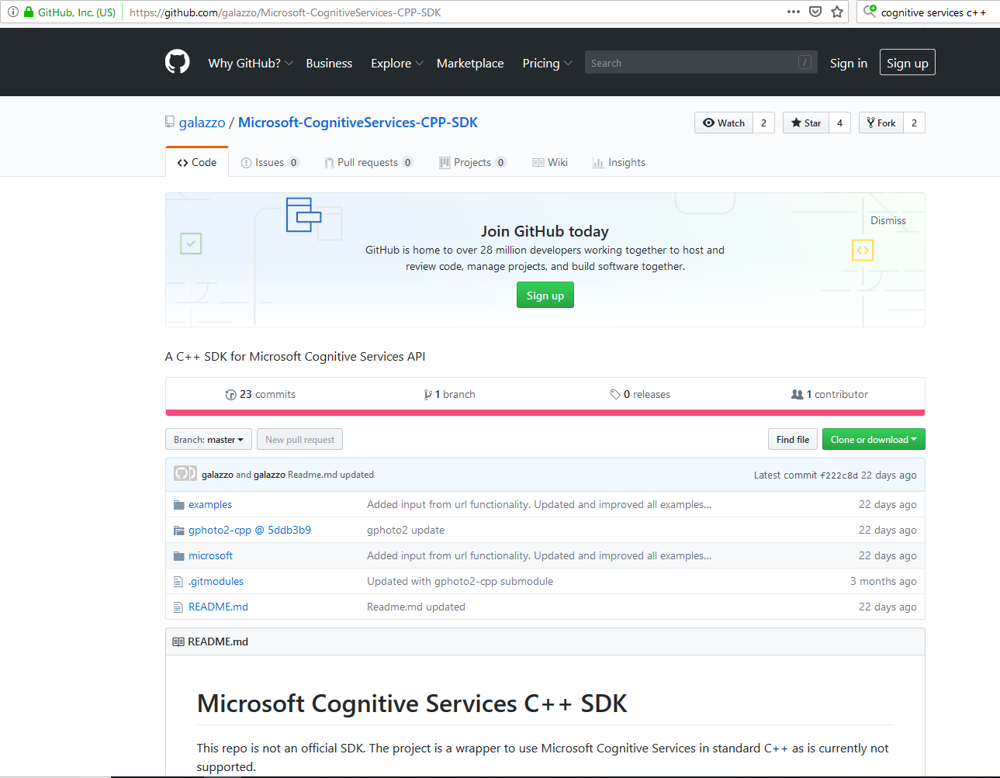 GitHub, Inc. (US) https://github.com/galazzo/Microsoft-CognitiveServices-CPP-SDK cognitive services c++
Why GitHub? Business Explore Marketplace Pricing Search / Sign in Sign up
galazzo / Microsoft-CognitiveServices-CPP-SDK Watch 2 Star 4 Fork 2
Code Issues 0 Pull requests 0 Projects 0 Wiki Insights
Dismiss
Join GitHub today
GitHub is home to over 28 million developers working together to host and
review code, manage projects, and build software together.
Sign up
A C++ SDK for Microsoft Cognitive Services API
23 commits 1 branch 0 releases 1 contributor
Branch: master New pull request Find file Clone or download
galazzo and galazzo Readme.md updated Latest commit f222c8d 22 days ago
examples Added input from url functionality. Updated and improved all examples... 22 days ago
gphoto2-cpp @ 5ddb3b9 gphoto2 update 22 days ago
microsoft Added input from url functionality. Updated and improved all examples... 22 days ago
.gitmodules Updated with gphoto2-cpp submodule 3 months ago
README.md Readme.md updated 22 days ago
README.md
Microsoft Cognitive Services C++ SDK
This repo is not an official SDK. The project is a wrapper to use Microsoft Cognitive Services in standard C++ as is currently not
supported.